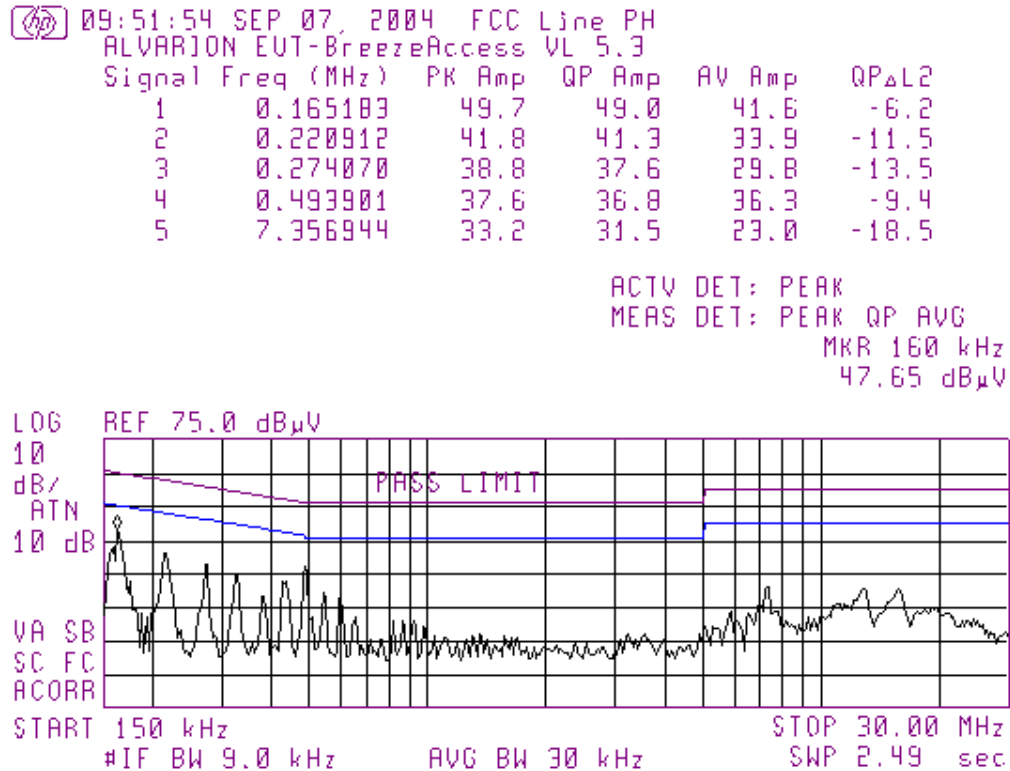 hp 09:51:54 SEP 07, 2004 FCC Line PH
ALVARION EUT-BreezeAccess VL 5.3
Signal Freq (MHz) PK Amp QP Amp AV Amp QP△L2
1 0.165183 49.7 49.0 41.6 -6.2
2 0.220912 41.8 41.3 33.9 -11.5
3 0.274070 38.8 37.6 29.8 -13.5
4 0.493901 37.6 36.8 36.3 -9.4
5 7.356944 33.2 31.5 23.0 -18.5
ACTV DET: PEAK
MEAS DET: PEAK QP AVG
MKR 160 kHz
47.65 dBµV
LOG REF 75.0 dBµV
10
dB/
ATN
10 dB
PASS LIMIT
VA SB
SC FC
ACORR
START 150 kHz STOP 30.00 MHz
#IF BW 9.0 kHz AVG BW 30 kHz SWP 2.49 sec